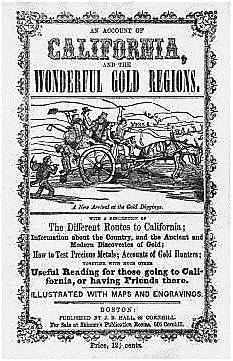 AN ACCOUNT OF
CALIFORNIA,
AND THE
WONDERFUL GOLD REGIONS.
A New Arrival at the Gold Diggings.
WITH A DESCRIPTION OF
The Different Routes to California;
Information about the Country, and the Ancient and
Modern Discoveries of Gold;
How to Test Precious Metals; Accounts of Gold Hunters;
TOGETHER WITH MUCH OTHER
Useful Reading for those going to Cali-
fornia, or having Friends there.
ILLUSTRATED WITH MAPS AND ENGRAVINGS.
BOSTON:
PUBLISHED BY J. B. HALL, 66 CORNHILL.
For Sale at Skinner's Publication Rooms, 60½ Cornhill.
Price, 12½ cents.